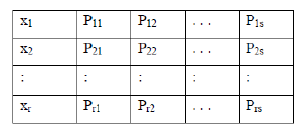 x₁ P₁₁ P₁₂ . . . P₁ₛ
x₂ P₂₁ P₂₂ . . . P₂ₛ
: : : : :
xᵣ Pᵣ₁ Pᵣ₂ . . . Pᵣₛ